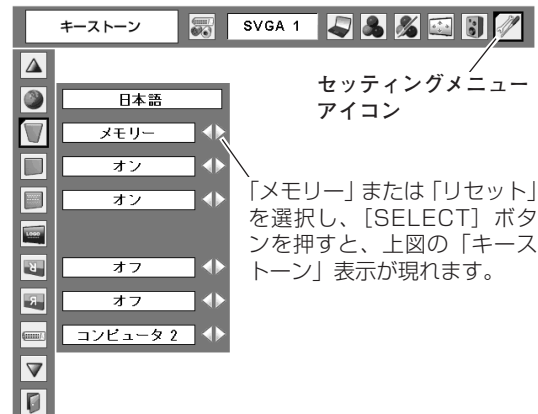 キーストーン
SVGA 1
セッティングメニュー
アイコン
日本語
メモリー
オン
オン
オフ
オフ
コンピュータ 2
「メモリー」または「リセット」
を選択し、［SELECT］ボタ
ンを押すと、上図の「キース
トーン」表示が現れます。
LOGO
R
R